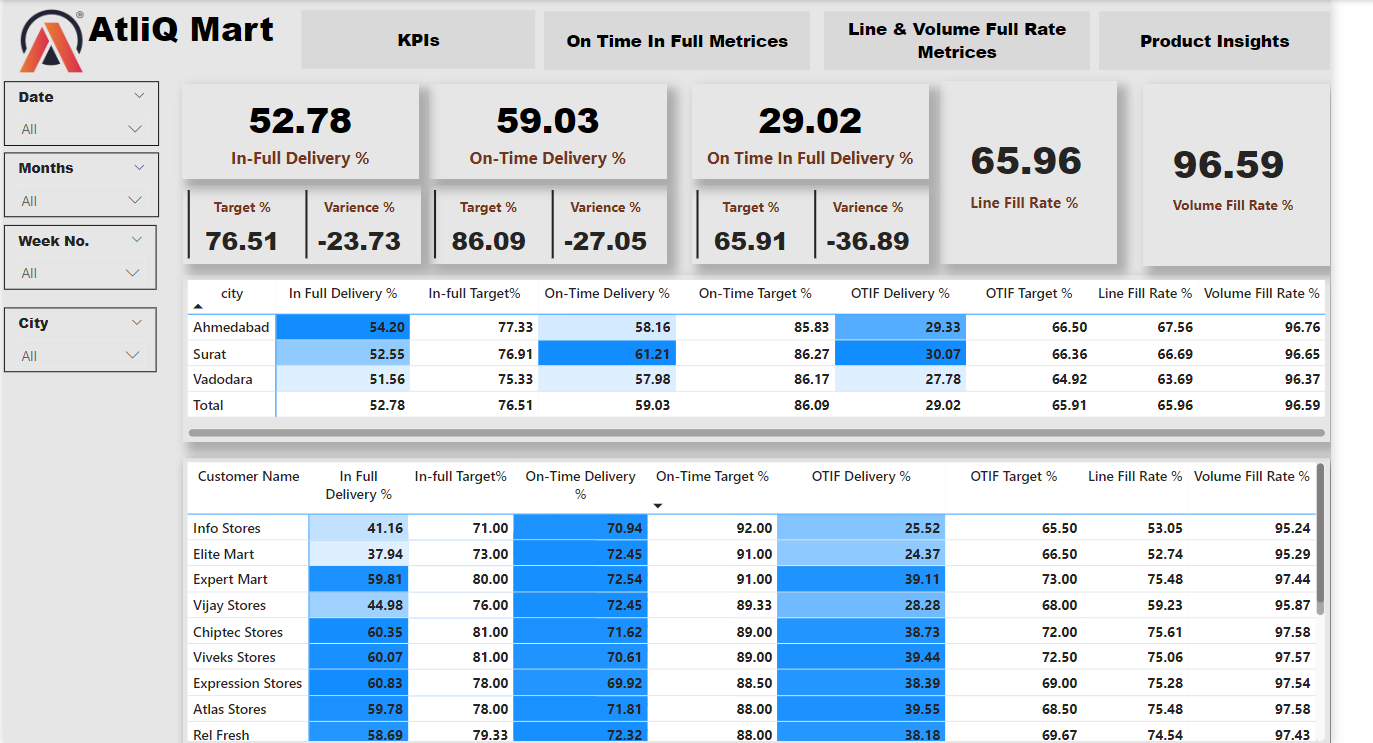 AtliQ Mart
®
KPIs
On Time In Full Metrices
Line & Volume Full Rate
Metrices
Product Insights
Date
All
Months
All
Week No.
All
City
All
52.78
In-Full Delivery %
Target %
76.51
Varience %
-23.73
59.03
On-Time Delivery %
Target %
86.09
Varience %
-27.05
29.02
On Time In Full Delivery %
Target %
65.91
Varience %
-36.89
65.96
Line Fill Rate %
96.59
Volume Fill Rate %
city In Full Delivery % In-full Target% On-Time Delivery % On-Time Target % OTIF Delivery % OTIF Target % Line Fill Rate % Volume Fill Rate %
Ahmedabad 54.20 77.33 58.16 85.83 29.33 66.50 67.56 96.76
Surat 52.55 76.91 61.21 86.27 30.07 66.36 66.69 96.65
Vadodara 51.56 75.33 57.98 86.17 27.78 64.92 63.69 96.37
Total 52.78 76.51 59.03 86.09 29.02 65.91 65.96 96.59
Customer Name In Full In-full Target% On-Time Delivery On-Time Target % OTIF Delivery % OTIF Target % Line Fill Rate % Volume Fill Rate %
Delivery % %
Info Stores 41.16 71.00 70.94 92.00 25.52 65.50 53.05 95.24
Elite Mart 37.94 73.00 72.45 91.00 24.37 66.50 52.74 95.29
Expert Mart 59.81 80.00 72.54 91.00 39.11 73.00 75.48 97.44
Vijay Stores 44.98 76.00 72.45 89.33 28.28 68.00 59.23 95.87
Chiptec Stores 60.35 81.00 71.62 89.00 38.73 72.00 75.61 97.58
Viveks Stores 60.07 81.00 70.61 89.00 39.44 72.50 75.06 97.57
Expression Stores 60.83 78.00 69.92 88.50 38.39 69.00 75.28 97.54
Atlas Stores 59.78 78.00 71.81 88.00 39.55 68.50 75.48 97.58
Rel Fresh 58.69 79.33 72.32 88.00 38.18 69.67 74.54 97.43